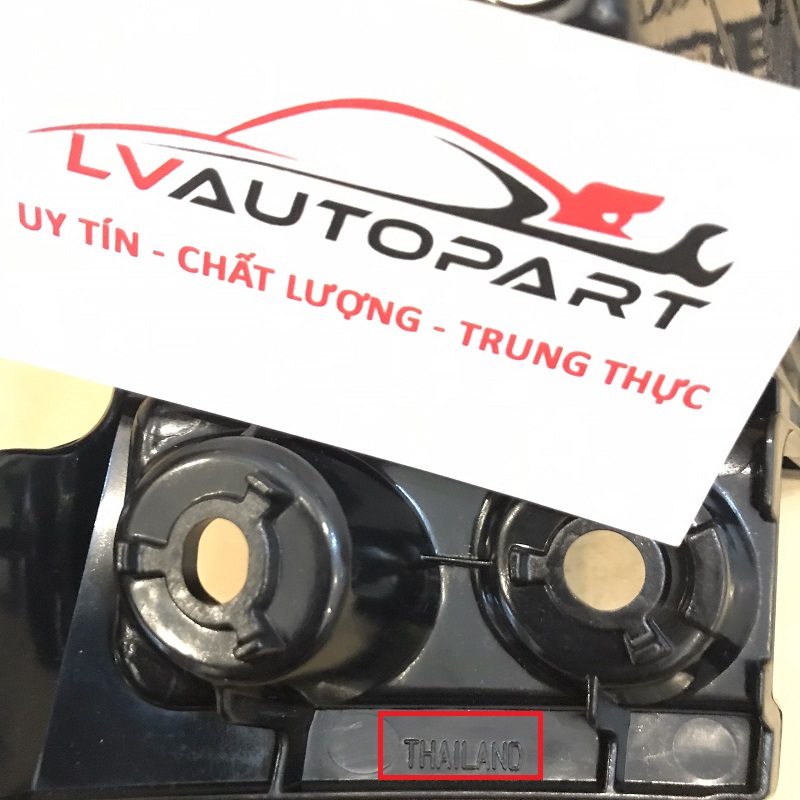 LVAUTOPART
UY TÍN - CHẤT LƯỢNG - TRUNG THỰC
THAILAND